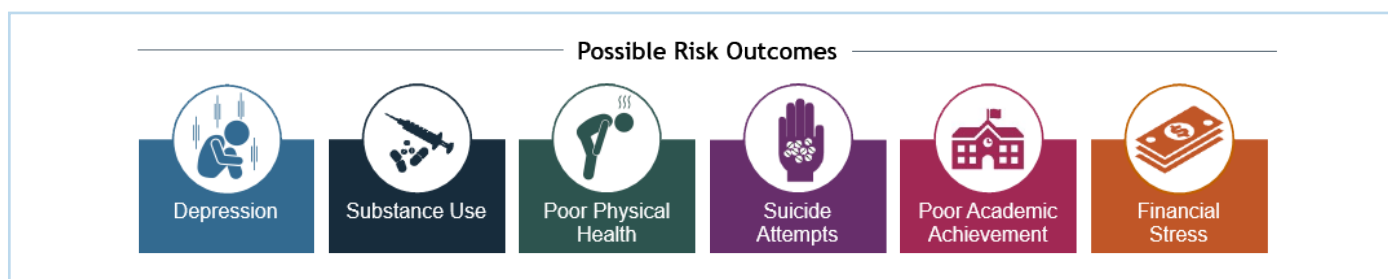 Possible Risk Outcomes
Depression
Substance Use
Poor Physical
Health
Suicide
Attempts
Poor Academic
Achievement
Financial
Stress
$